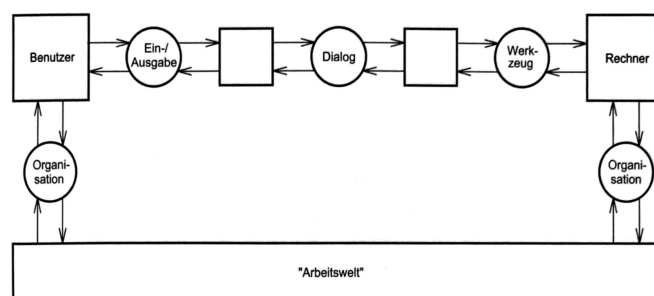 Benutzer
Ein-/
Ausgabe
Dialog
Werk-
zeug
Rechner
Organi-
sation
Organi-
sation
"Arbeitswelt"